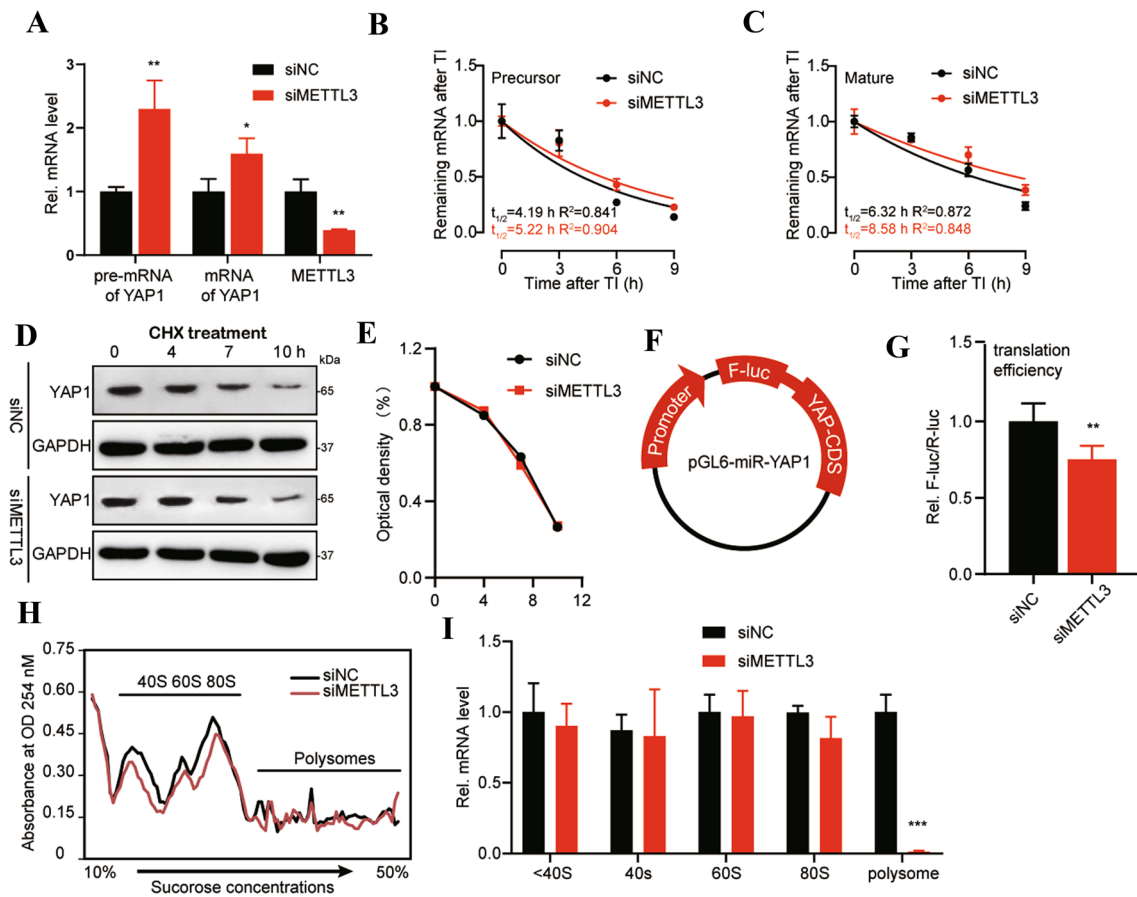 A
Rel. mRNA level
3
2
1
0
siNC
siMETTL3
**
*
**
pre-mRNA
of YAP1
mRNA
of YAP1
METTL3
B
Remaining mRNA after TI
1.5
1.0
0.5
0.0
Precursor
siNC
siMETTL3
t1/2=4.19 h R2=0.841
t1/2=5.22 h R2=0.904
0
3
6
9
Time after TI (h)
C
Remaining mRNA after TI
1.5
1.0
0.5
0.0
Mature
siNC
siMETTL3
t1/2=6.32 h R2=0.872
t1/2=8.58 h R2=0.848
0
3
6
9
Time after TI (h)
D
CHX treatment
0 4 7 10 h
kDa
siNC
YAP1
-65
GAPDH
-37
siMETTL3
YAP1
-65
GAPDH
-37
E
Optical density (%)
1.2
0.8
0.4
0.0
siNC
siMETTL3
0
4
8
12
F
Promoter
F-luc
YAP-CDS
pGL6-miR-YAP1
G
Rel. F-luc/R-luc
1.5
1.0
0.5
0.0
translation
efficiency
**
siNC
siMETTL3
H
Absorbance at OD 254 nM
0.75
0.60
0.45
0.30
0.15
0
40S 60S 80S
siNC
siMETTL3
Polysomes
10%
50%
Sucorose concentrations
I
Rel. mRNA level
1.5
1.0
0.5
0.0
siNC
siMETTL3
***
<40S
40s
60S
80S
polysome